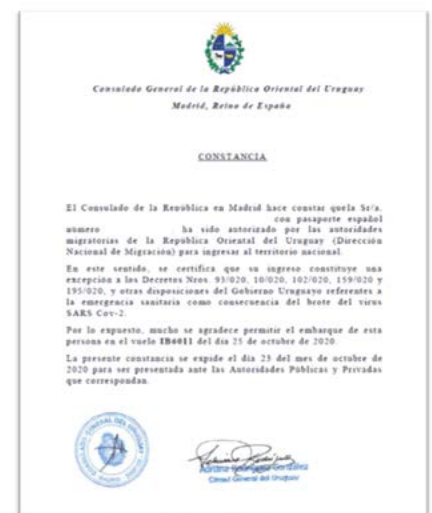 Consulado General de la República Oriental del Uruguay
Madrid, Reino de España
CONSTANCIA
El Consulado de la República en Madrid hace constar quela Sr/a.
con pasaporte español
número ha sido autorizado por las autoridades
migratorias de la República Oriental del Uruguay (Dirección
Nacional de Migración) para ingresar al territorio nacional.
En este sentido, se certifica que su ingreso constituye una
excepción a los Decretos Nros. 93/020, 10/020, 102/020, 159/020 y
195/020, y otras disposiciones del Gobierno Uruguayo referentes a
la emergencia sanitaria como consecuencia del brote del virus
SARS Cov-2.
Por lo expuesto, mucho se agradece permitir el embarque de esta
persona en el vuelo IB6011 del día 25 de octubre de 2020.
La presente constancia se expide el día 23 del mes de octubre de
2020 para ser presentada ante las Autoridades Públicas y Privadas
que correspondan.
CONSULADO GENERAL DEL URUGUAY
Cónsul General del Uruguay